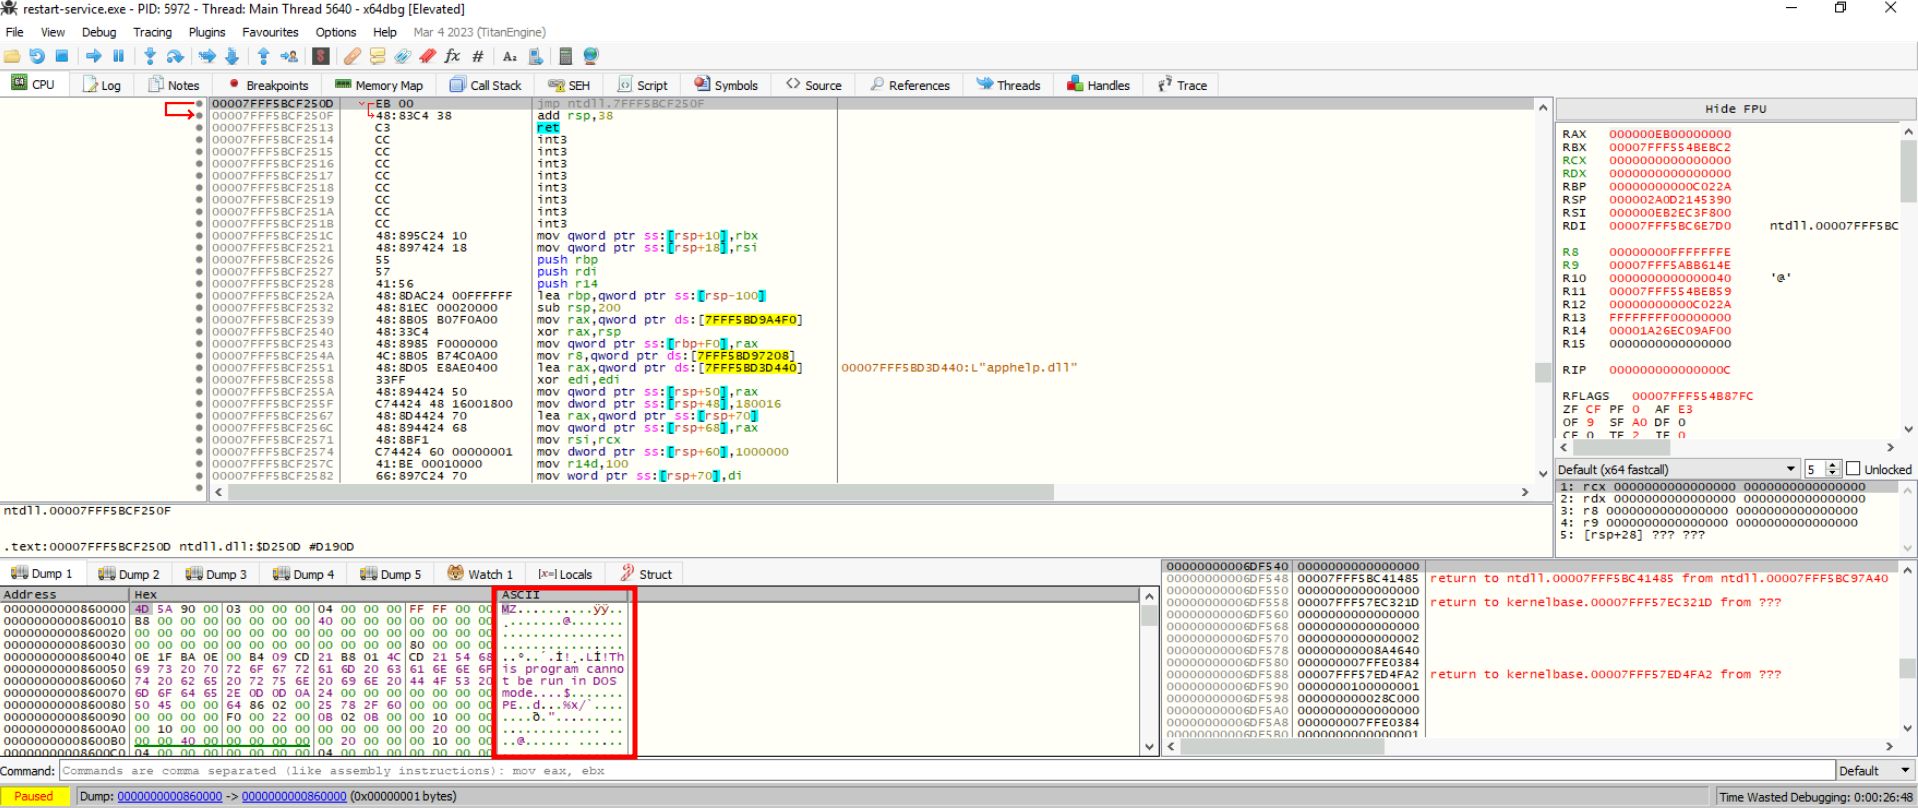 restart-service.exe - PID: 5972 - Thread: Main Thread 5640 - x64dbg [Elevated]
File View Debug Tracing Plugins Favourites Options Help Mar 4 2023 (TitanEngine)
CPU Log Notes Breakpoints Memory Map Call Stack SEH Script Symbols Source References Threads Handles Trace
00007FFF5BCF250D EB 00 jmp ntdll.7FFF5BCF250F
00007FFF5BCF250F 48:83C4 38 add rsp,38
00007FFF5BCF2513 C3 ret
00007FFF5BCF2514 CC int3
00007FFF5BCF2515 CC int3
00007FFF5BCF2516 CC int3
00007FFF5BCF2517 CC int3
00007FFF5BCF2518 CC int3
00007FFF5BCF2519 CC int3
00007FFF5BCF251A CC int3
00007FFF5BCF251B CC int3
00007FFF5BCF251C 48:895C24 10 mov qword ptr ss:[rsp+10],rbx
00007FFF5BCF2521 48:897424 18 mov qword ptr ss:[rsp+18],rsi
00007FFF5BCF2526 55 push rbp
00007FFF5BCF2527 57 push rdi
00007FFF5BCF2528 41:56 push r14
00007FFF5BCF252A 48:8DAC24 00FFFFFF lea rbp,qword ptr ss:[rsp-100]
00007FFF5BCF2532 48:81EC 00020000 sub rsp,200
00007FFF5BCF2539 48:8B05 B07F0A00 mov rax,qword ptr ds:[7FFF5BD9A4F0]
00007FFF5BCF2540 48:33C4 xor rax,rsp
00007FFF5BCF2543 48:8985 F0000000 mov qword ptr ss:[rbp+F0],rax
00007FFF5BCF254A 4C:8B05 B74C0A00 mov r8,qword ptr ds:[7FFF5BD97208]
00007FFF5BCF2551 48:8D05 E8AE0400 lea rax,qword ptr ds:[7FFF5BD3D440] 00007FFF5BD3D440:L"apphelp.dll"
00007FFF5BCF2558 33FF xor edi,edi
00007FFF5BCF255A 48:894424 50 mov qword ptr ss:[rsp+50],rax
00007FFF5BCF255F C74424 48 16001800 mov dword ptr ss:[rsp+48],180016
00007FFF5BCF2567 48:8D4424 70 lea rax,qword ptr ss:[rsp+70]
00007FFF5BCF256C 48:894424 68 mov qword ptr ss:[rsp+68],rax
00007FFF5BCF2571 48:8BF1 mov rsi,rcx
00007FFF5BCF2574 C74424 60 00000001 mov dword ptr ss:[rsp+60],1000000
00007FFF5BCF257C 41:BE 00010000 mov r14d,100
00007FFF5BCF2582 66:897C24 70 mov word ptr ss:[rsp+70],di
ntdll.00007FFF5BCF250F
.text:00007FFF5BCF250D ntdll.dll:$D250D #D190D
Hide FPU
RAX 000000EB00000000
RBX 00007FFF554BEBC2
RCX 0000000000000000
RDX 0000000000000000
RBP 00000000000C022A
RSP 000002A0D2145390
RSI 000000EB2EC3F800
RDI 00007FFF5BC6E7D0 ntdll.00007FFF5BC
R8 00000000FFFFFFFE
R9 00007FFF5ABB614E
R10 0000000000000040 '@'
R11 00007FFF554BEB59
R12 00000000000C022A
R13 FFFFFFFF00000000
R14 00001A26EC09AF00
R15 0000000000000000
RIP 000000000000000C
RFLAGS 00007FFF554B87FC
ZF CF PF 0 AF E3
OF 9 SF A0 DF 0
CF 0 TF 2 IF 0
Default (x64 fastcall) 5 Unlocked
1: rcx 0000000000000000 0000000000000000
2: rdx 0000000000000000 0000000000000000
3: r8 0000000000000000 0000000000000000
4: r9 0000000000000000 0000000000000000
5: [rsp+28] ??? ???
Dump 1 Dump 2 Dump 3 Dump 4 Dump 5 Watch 1 [x=] Locals Struct
Address Hex ASCII
0000000000860000 4D 5A 90 00 03 00 00 00 04 00 00 00 FF FF 00 00 MZ..........ÿÿ..
0000000000860010 B8 00 00 00 00 00 00 00 40 00 00 00 00 00 00 00 ¸.......@.......
0000000000860020 00 00 00 00 00 00 00 00 00 00 00 00 00 00 00 00 ................
0000000000860030 00 00 00 00 00 00 00 00 00 00 00 00 80 00 00 00 ................
0000000000860040 0E 1F BA 0E 00 B4 09 CD 21 B8 01 4C CD 21 54 68 ..º..´.Í!¸.LÍ!Th
0000000000860050 69 73 20 70 72 6F 67 72 61 6D 20 63 61 6E 6E 6F is program canno
0000000000860060 74 20 62 65 20 72 75 6E 20 69 6E 20 44 4F 53 20 t be run in DOS
0000000000860070 6D 6F 64 65 2E 0D 0D 0A 24 00 00 00 00 00 00 00 mode....$.......
0000000000860080 50 45 00 00 64 86 02 00 25 78 2F 60 00 00 00 00 PE..d...%x/`....
0000000000860090 00 00 00 00 F0 00 22 00 0B 02 0B 00 00 10 00 00 ....ð.".........
00000000008600A0 00 10 00 00 00 00 00 00 00 00 00 00 00 20 00 00 ............. ..
00000000008600B0 00 00 40 00 00 00 00 00 00 20 00 00 00 10 00 00 ..@...... ......
00000000008600C0 04 00 00 00 00 00 00 00 04 00 00 00 00 00 00 00
00000000006DF540 0000000000000000
00000000006DF548 00007FFF5BC41485 return to ntdll.00007FFF5BC41485 from ntdll.00007FFF5BC97A40
00000000006DF550 0000000000000000
00000000006DF558 00007FFF57EC321D return to kernelbase.00007FFF57EC321D from ???
00000000006DF560 0000000000000000
00000000006DF568 0000000000000000
00000000006DF570 0000000000000002
00000000006DF578 00000000008A4640
00000000006DF580 000000007FFE0384
00000000006DF588 00007FFF57ED4FA2 return to kernelbase.00007FFF57ED4FA2 from ???
00000000006DF590 0000000100000001
00000000006DF598 000000000028C000
00000000006DF5A0 0000000000000000
00000000006DF5A8 000000007FFE0384
00000000006DF5B0 0000000000000001
Command: Commands are comma separated (like assembly instructions): mov eax, ebx Default
Paused Dump: 0000000000860000 -> 0000000000860000 (0x00000001 bytes) Time Wasted Debugging: 0:00:26:48